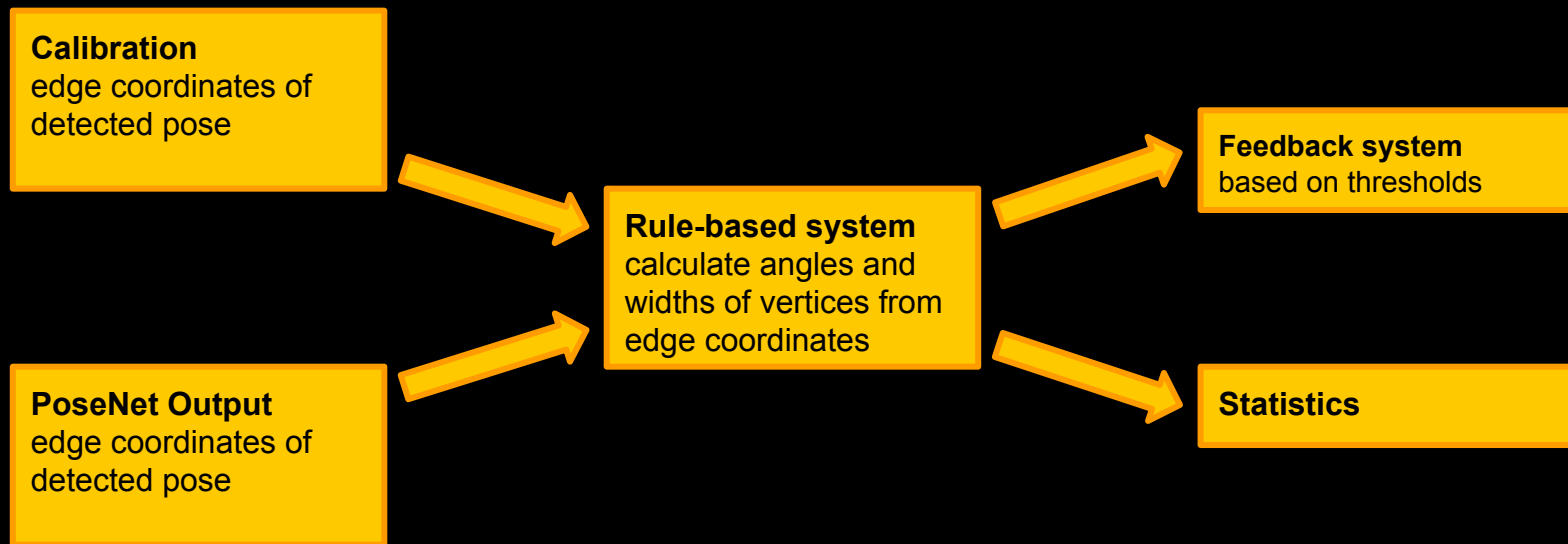 Calibration
edge coordinates of
detected pose
PoseNet Output
edge coordinates of
detected pose
Rule-based system
calculate angles and
widths of vertices from
edge coordinates
Feedback system
based on thresholds
Statistics